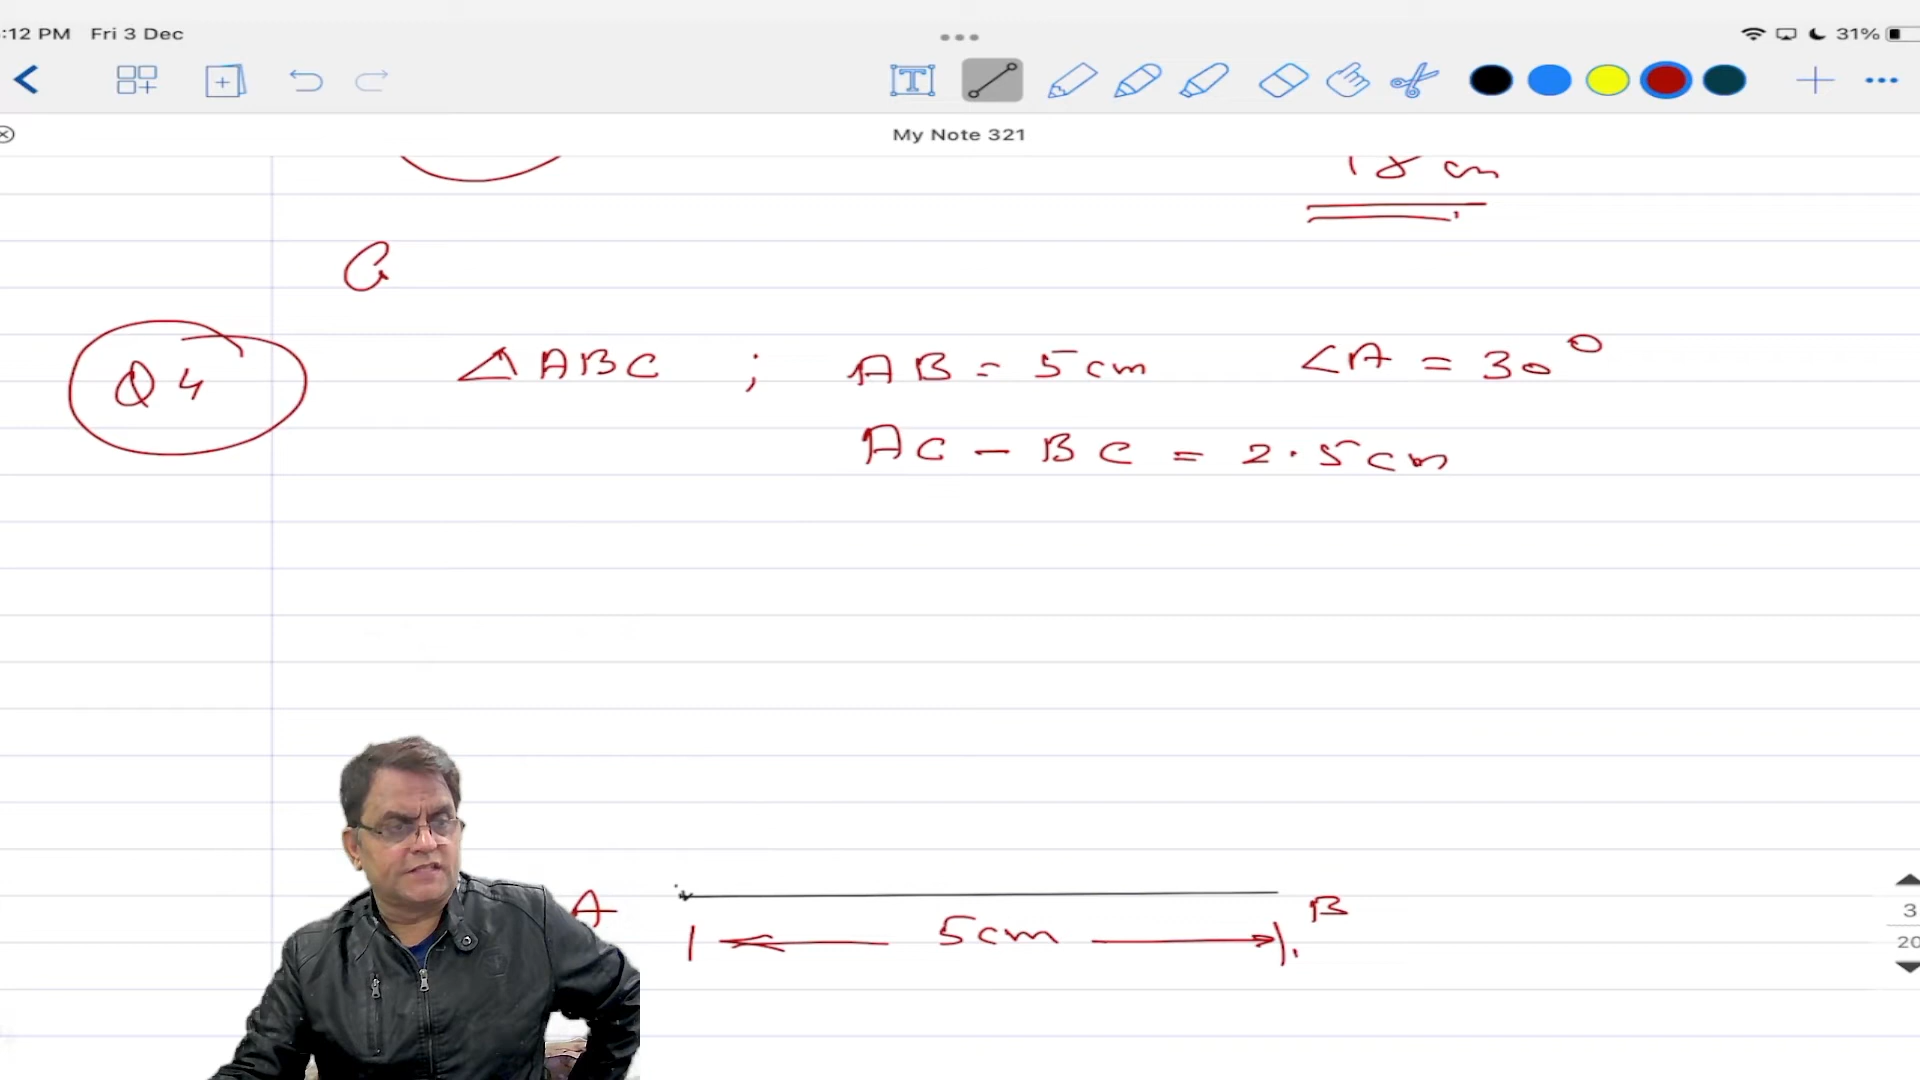 :12 PM Fri 3 Dec 31%
T
My Note 321
18 cm
G
Q4 △ABC ; AB = 5cm ∠A = 30°
AC - BC = 2.5cm
A B
5cm
3
20